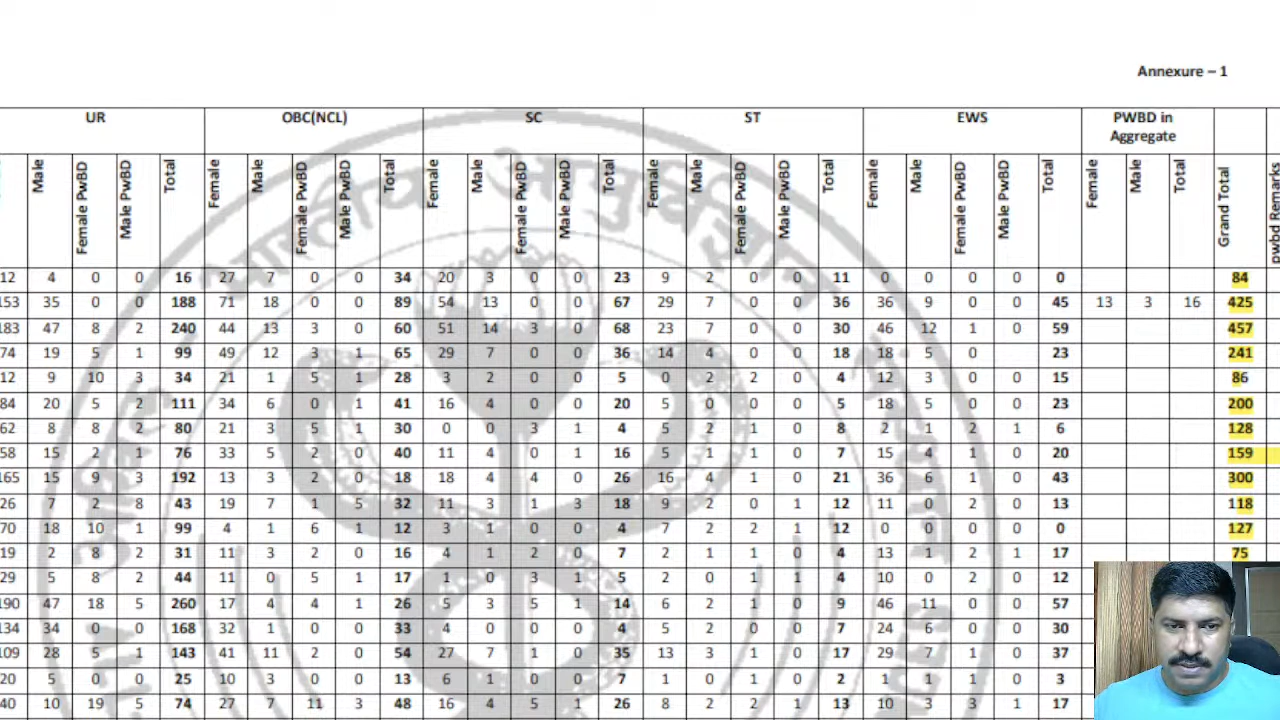 Annexure – 1
UR OBC(NCL) SC ST EWS PWBD in Aggregate
Male Female PwBD Male PwBD Total Female Male Female PwBD Male PwBD Total Female Male Female PwBD Male PwBD Total Female Male Female PwBD Male PwBD Total Female Male Female PwBD Male PwBD Total Female Male Total Grand Total pwbd Remarks
12 4 0 0 16 27 7 0 0 34 20 3 0 0 23 9 2 0 0 11 0 0 0 0 0 84
153 35 0 0 188 71 18 0 0 89 54 13 0 0 67 29 7 0 0 36 36 9 0 0 45 13 3 16 425
183 47 8 2 240 44 13 3 0 60 51 14 3 0 68 23 7 0 0 30 46 12 1 0 59 457
74 19 5 1 99 49 12 3 1 65 29 7 0 0 36 14 4 0 0 18 18 5 0 23 241
12 9 10 3 34 21 1 5 1 28 3 2 0 0 5 0 2 2 0 4 12 3 0 0 15 86
84 20 5 2 111 34 6 0 1 41 16 4 0 0 20 5 0 0 0 5 18 5 0 0 23 200
62 8 8 2 80 21 3 5 1 30 0 0 3 1 4 5 2 1 0 8 2 1 2 1 6 128
58 15 2 1 76 33 5 2 0 40 11 4 0 1 16 5 1 1 0 7 15 4 1 0 20 159
165 15 9 3 192 13 3 2 0 18 18 4 4 0 26 16 4 1 0 21 36 6 1 0 43 300
26 7 2 8 43 19 7 1 5 32 11 3 1 3 18 9 2 0 1 12 11 0 2 0 13 118
70 18 10 1 99 4 1 6 1 12 3 1 0 0 4 7 2 2 1 12 0 0 0 0 0 127
19 2 8 2 31 11 3 2 0 16 4 1 2 0 7 2 1 1 0 4 13 1 2 1 17 75
29 5 8 2 44 11 0 5 1 17 1 0 3 1 5 2 0 1 1 4 10 0 2 0 12
190 47 18 5 260 17 4 4 1 26 5 3 5 1 14 6 2 1 0 9 46 11 0 0 57
134 34 0 0 168 32 1 0 0 33 4 0 0 0 4 5 2 0 0 7 24 6 0 0 30
109 28 5 1 143 41 11 2 0 54 27 7 1 0 35 13 3 1 0 17 29 7 1 0 37
20 5 0 0 25 10 3 0 0 13 6 1 0 0 7 1 0 1 0 2 1 1 1 0 3
40 10 19 5 74 27 7 11 3 48 16 4 5 1 26 8 2 2 1 13 10 3 3 1 17